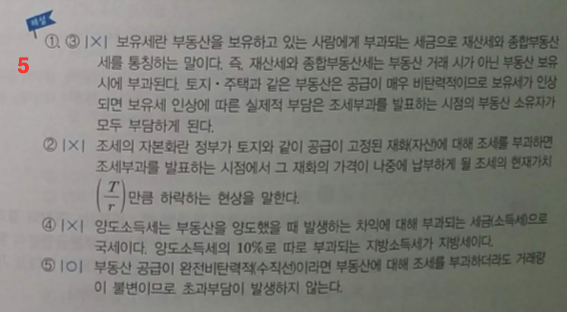 해설
5
①, ③ |×| 보유세란 부동산을 보유하고 있는 사람에게 부과되는 세금으로 재산세와 종합부동산
세를 통칭하는 말이다. 즉, 재산세와 종합부동산세는 부동산 거래 시가 아닌 부동산 보유
시에 부과된다. 토지·주택과 같은 부동산은 공급이 매우 비탄력적이므로 보유세가 인상
되면 보유세 인상에 따른 실제적 부담은 조세부과를 발표하는 시점의 부동산 소유자가
모두 부담하게 된다.
② |×| 조세의 자본화란 정부가 토지와 같이 공급이 고정된 재화(자산)에 대해 조세를 부과하면
조세부과를 발표하는 시점에서 그 재화의 가격이 나중에 납부하게 될 조세의 현재가치
(T/r)만큼 하락하는 현상을 말한다.
④ |×| 양도소득세는 부동산을 양도했을 때 발생하는 차익에 대해 부과되는 세금(소득세)으로
국세이다. 양도소득세의 10%로 따로 부과되는 지방소득세가 지방세이다.
⑤ |○| 부동산 공급이 완전비탄력적(수직선)이라면 부동산에 대해 조세를 부과하더라도 거래량
이 불변이므로 초과부담이 발생하지 않는다.